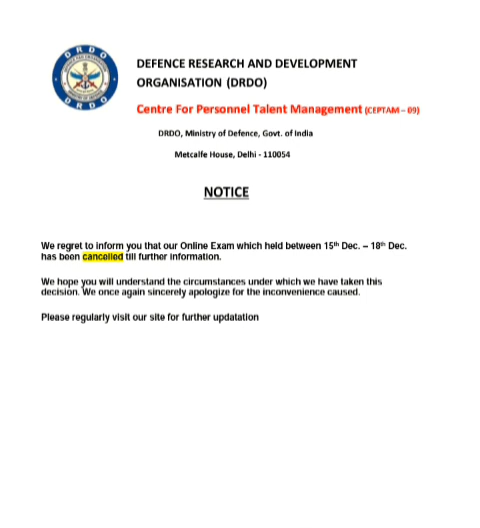 DRDO
DEFENCE RESEARCH AND DEVELOPMENT
ORGANISATION (DRDO)
Centre For Personnel Talent Management (CEPTAM – 09)
DRDO, Ministry of Defence, Govt. of India
Metcalfe House, Delhi - 110054
NOTICE
We regret to inform you that our Online Exam which held between 15th Dec. – 18th Dec.
has been cancelled till further information.
We hope you will understand the circumstances under which we have taken this
decision. We once again sincerely apologize for the inconvenience caused.
Please regularly visit our site for further updatation
DRDO